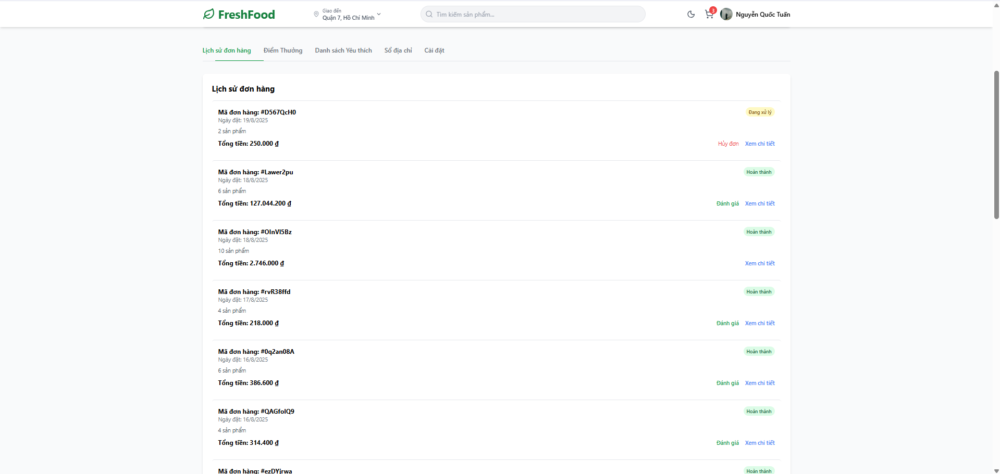 FreshFood
Giao đến
Quận 7, Hồ Chí Minh
Tìm kiếm sản phẩm...
3
Nguyễn Quốc Tuấn
Lịch sử đơn hàng
Điểm Thưởng
Danh sách Yêu thích
Sổ địa chỉ
Cài đặt
Lịch sử đơn hàng
Mã đơn hàng: #D567QcH0
Đang xử lý
Ngày đặt: 19/8/2025
2 sản phẩm
Tổng tiền: 250.000 ₫
Hủy đơn
Xem chi tiết
Mã đơn hàng: #Lawer2pu
Hoàn thành
Ngày đặt: 18/8/2025
6 sản phẩm
Tổng tiền: 127.044.200 ₫
Đánh giá
Xem chi tiết
Mã đơn hàng: #OInVl5Bz
Hoàn thành
Ngày đặt: 18/8/2025
10 sản phẩm
Tổng tiền: 2.746.000 ₫
Xem chi tiết
Mã đơn hàng: #rvR38ffd
Hoàn thành
Ngày đặt: 17/8/2025
4 sản phẩm
Tổng tiền: 218.000 ₫
Đánh giá
Xem chi tiết
Mã đơn hàng: #0q2an08A
Hoàn thành
Ngày đặt: 16/8/2025
6 sản phẩm
Tổng tiền: 386.600 ₫
Đánh giá
Xem chi tiết
Mã đơn hàng: #QAGfolQ9
Hoàn thành
Ngày đặt: 16/8/2025
4 sản phẩm
Tổng tiền: 314.400 ₫
Đánh giá
Xem chi tiết
Mã đơn hàng: #ezDYjrwa
Hoàn thành